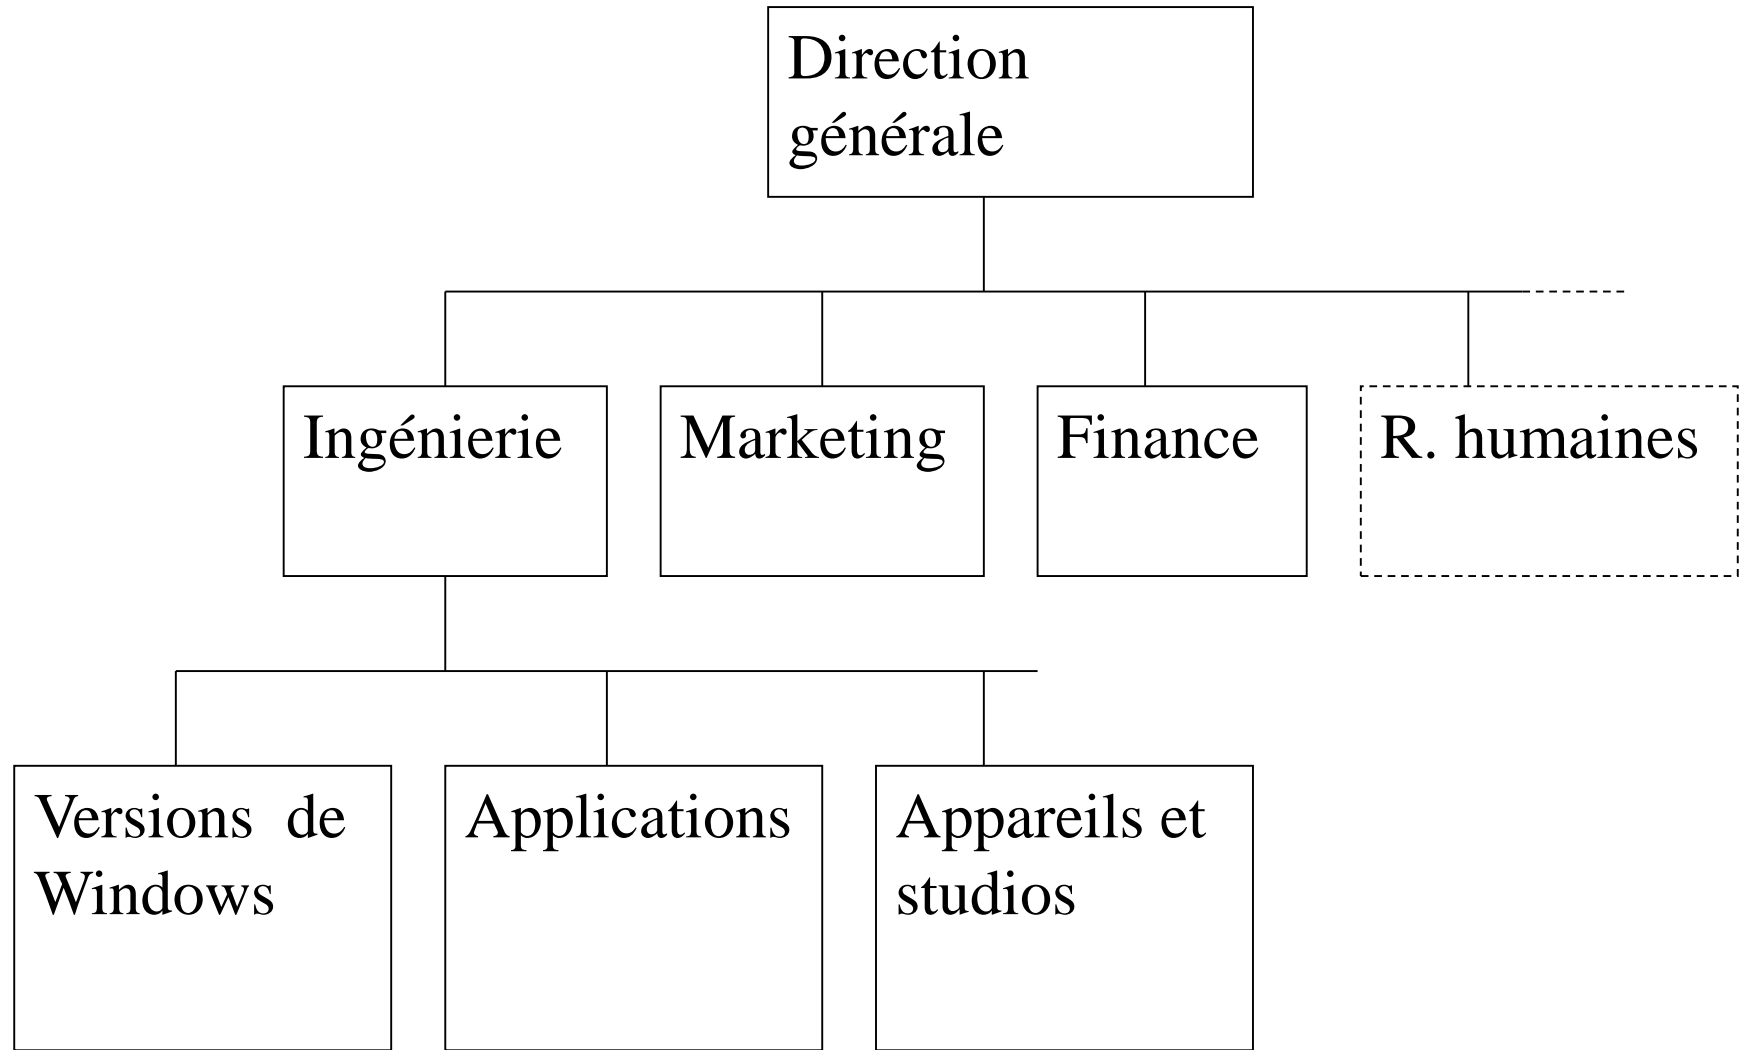 Direction
générale
Ingénierie
Marketing
Finance
R. humaines
Versions  de
Windows
Applications
Appareils et
studios